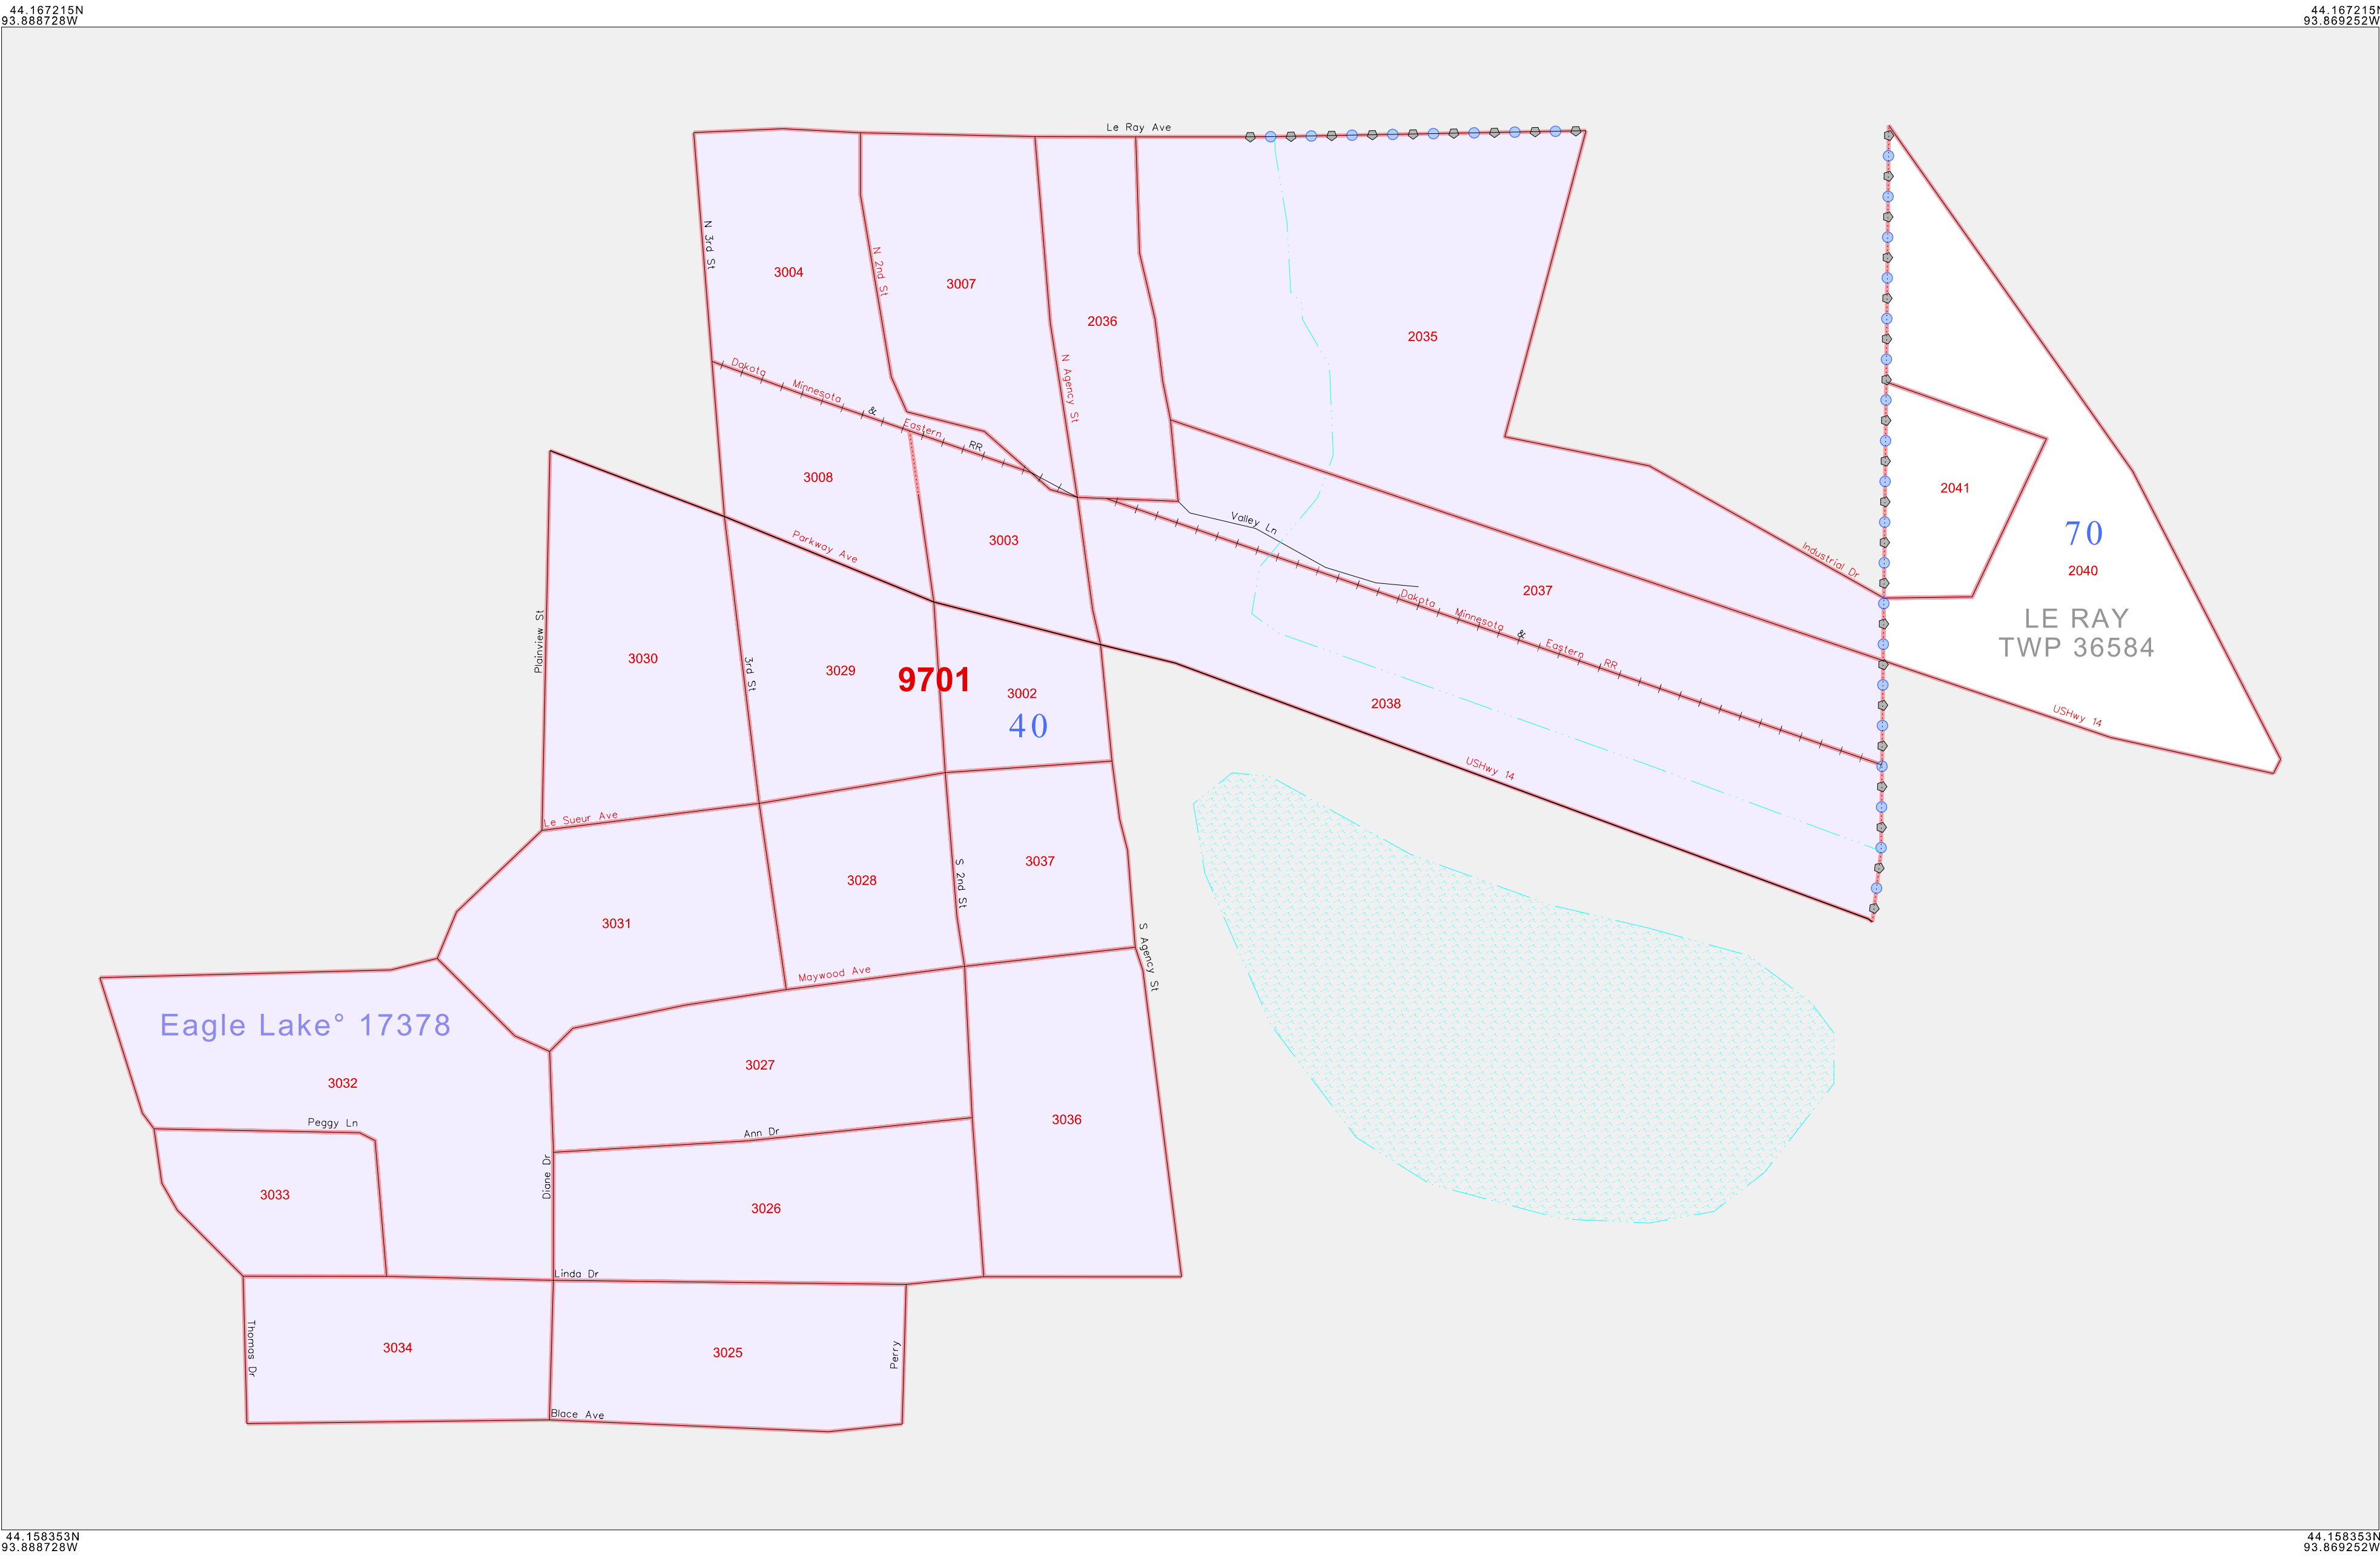 44.167215N
93.888728W
44.167215N
93.869252W
Le Ray Ave
N 3rd St
3004
N 2nd St
3007
2036
2035
N Agency St
Dakota Minnesota & Eastern RR
3008
3003
2041
70
2040
LE RAY
TWP 36584
Valley Ln
Industrial Dr
Parkway Ave
2037
Dakota Minnesota & Eastern RR
Plainview St
3030
3rd St
3029
9701
3002
40
2038
USHwy 14
USHwy 14
Le Sueur Ave
3031
3028
S 2nd St
3037
S Agency St
Maywood Ave
Eagle Lake° 17378
3032
3027
Peggy Ln
Ann Dr
3036
Diane Dr
3033
3026
Linda Dr
Thomas Dr
3034
3025
Perry
Blace Ave
44.158353N
93.888728W
44.158353N
93.869252W